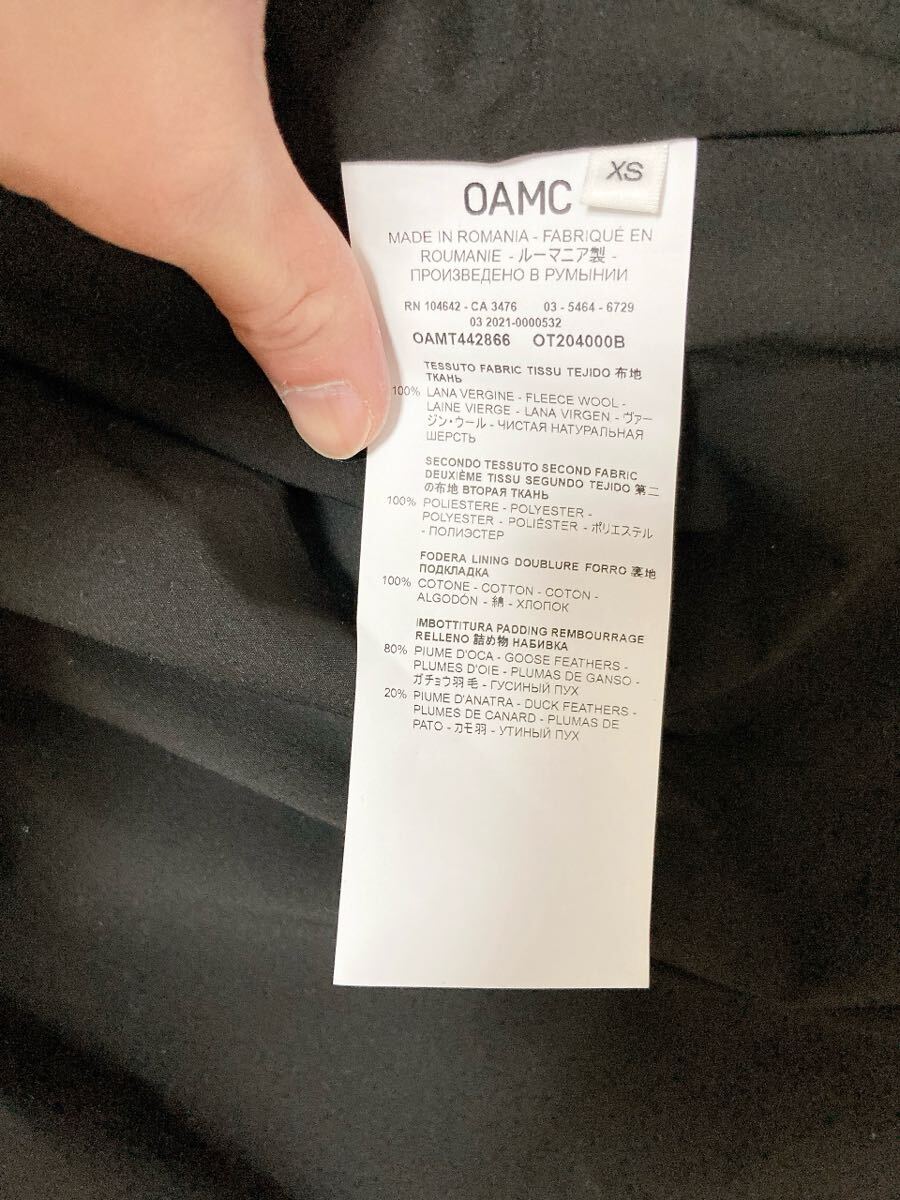 XS
OAMC
MADE IN ROMANIA - FABRIQUÉ EN
ROUMANIE - ルーマニア製 -
ПРОИЗВЕДЕНО В РУМЫНИИ
RN 104642 - CA 3476 03 - 5464 - 6729
03 2021-0000532
OAMT442866 OT204000B
TESSUTO FABRIC TISSU TEJIDO 布地
ТКАНЬ
100% LANA VERGINE - FLEECE WOOL -
LAINE VIERGE - LANA VIRGEN - ヴァー
ジン・ウール - ЧИСТАЯ НАТУРАЛЬНАЯ
ШЕРСТЬ
SECONDO TESSUTO SECOND FABRIC
DEUXIÈME TISSU SEGUNDO TEJIDO 第二
の布地 ВТОРАЯ ТКАНЬ
100% POLIESTERE - POLYESTER -
POLYESTER - POLIÉSTER - ポリエステル
- ПОЛИЭСТЕР
FODERA LINING DOUBLURE FORRO 裏地
ПОДКЛАДКА
100% COTONE - COTTON - COTON -
ALGODÓN - 綿 - ХЛОПОК
IMBOTTITURA PADDING REMBOURRAGE
RELLENO 詰め物 НАБИВКА
80% PIUME D'OCA - GOOSE FEATHERS -
PLUMES D'OIE - PLUMAS DE GANSO -
ガチョウ羽毛 - ГУСИНЫЙ ПУХ
20% PIUME D'ANATRA - DUCK FEATHERS -
PLUMES DE CANARD - PLUMAS DE
PATO - カモ羽 - УТИНЫЙ ПУХ